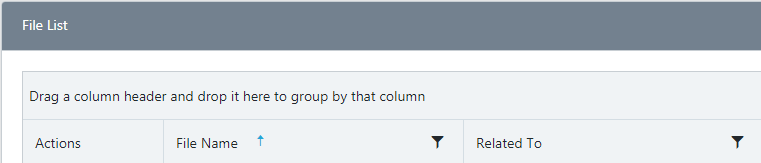 File List
Drag a column header and drop it here to group by that column
Actions File Name Related To